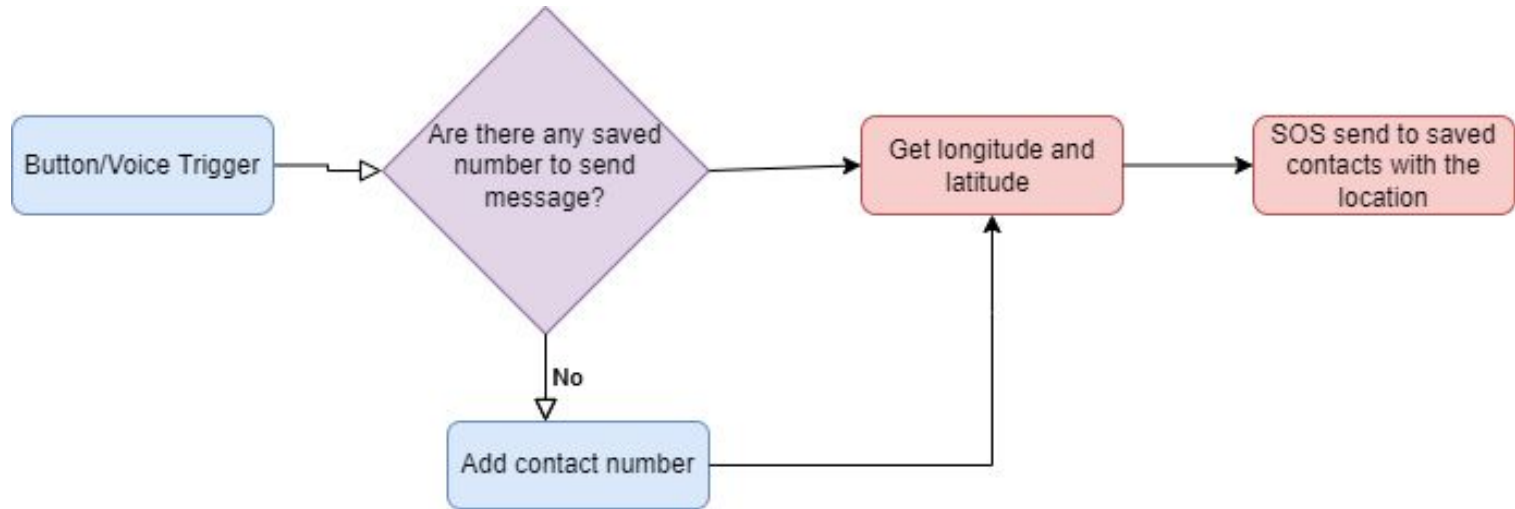 Button/Voice Trigger
Are there any saved
number to send
message?
Get longitude and
latitude
SOS send to saved
contacts with the
location
No
Add contact number